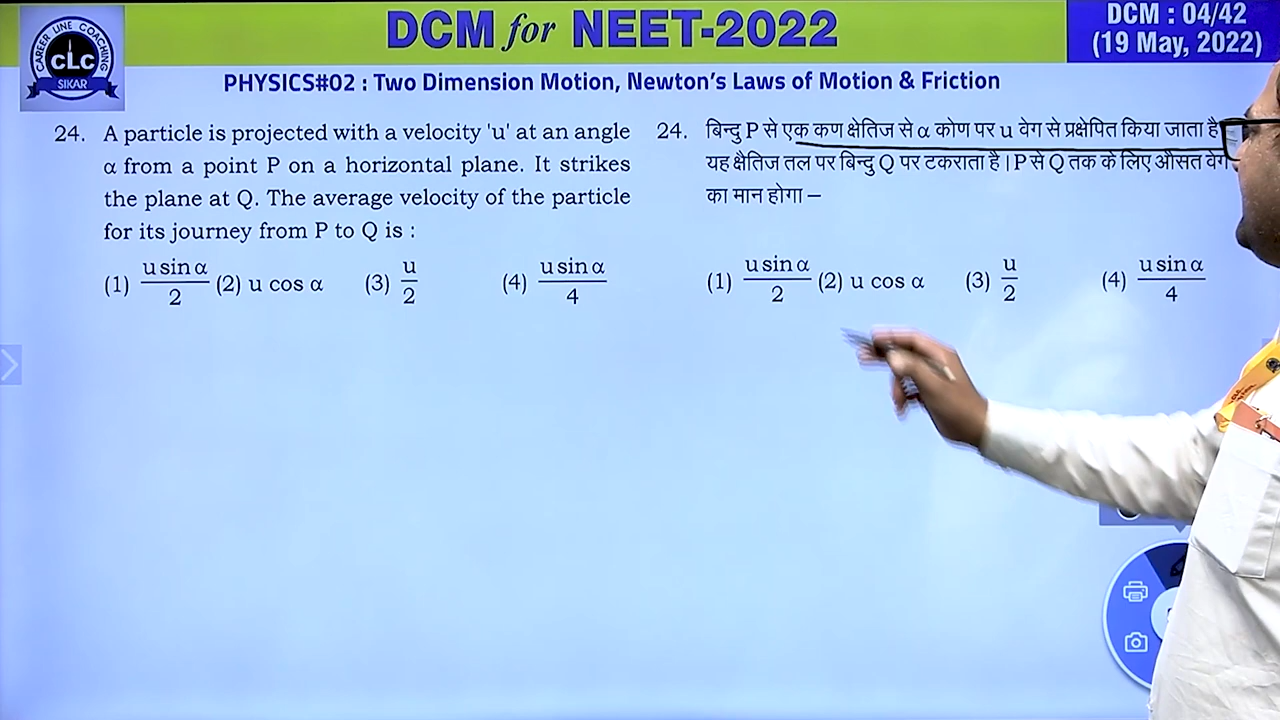 DCM for NEET-2022
DCM : 04/42
(19 May, 2022)
CAREER LINE COACHING
CLC
SIKAR
PHYSICS#02 : Two Dimension Motion, Newton's Laws of Motion & Friction
24. A particle is projected with a velocity 'u' at an angle
α from a point P on a horizontal plane. It strikes
the plane at Q. The average velocity of the particle
for its journey from P to Q is :
(1) u sin α / 2 (2) u cos α (3) u / 2 (4) u sin α / 4
24. बिन्दु P से एक कण क्षैतिज से α कोण पर u वेग से प्रक्षेपित किया जाता है
यह क्षैतिज तल पर बिन्दु Q पर टकराता है। P से Q तक के लिए औसत वेग
का मान होगा –
(1) u sin α / 2 (2) u cos α (3) u / 2 (4) u sin α / 4